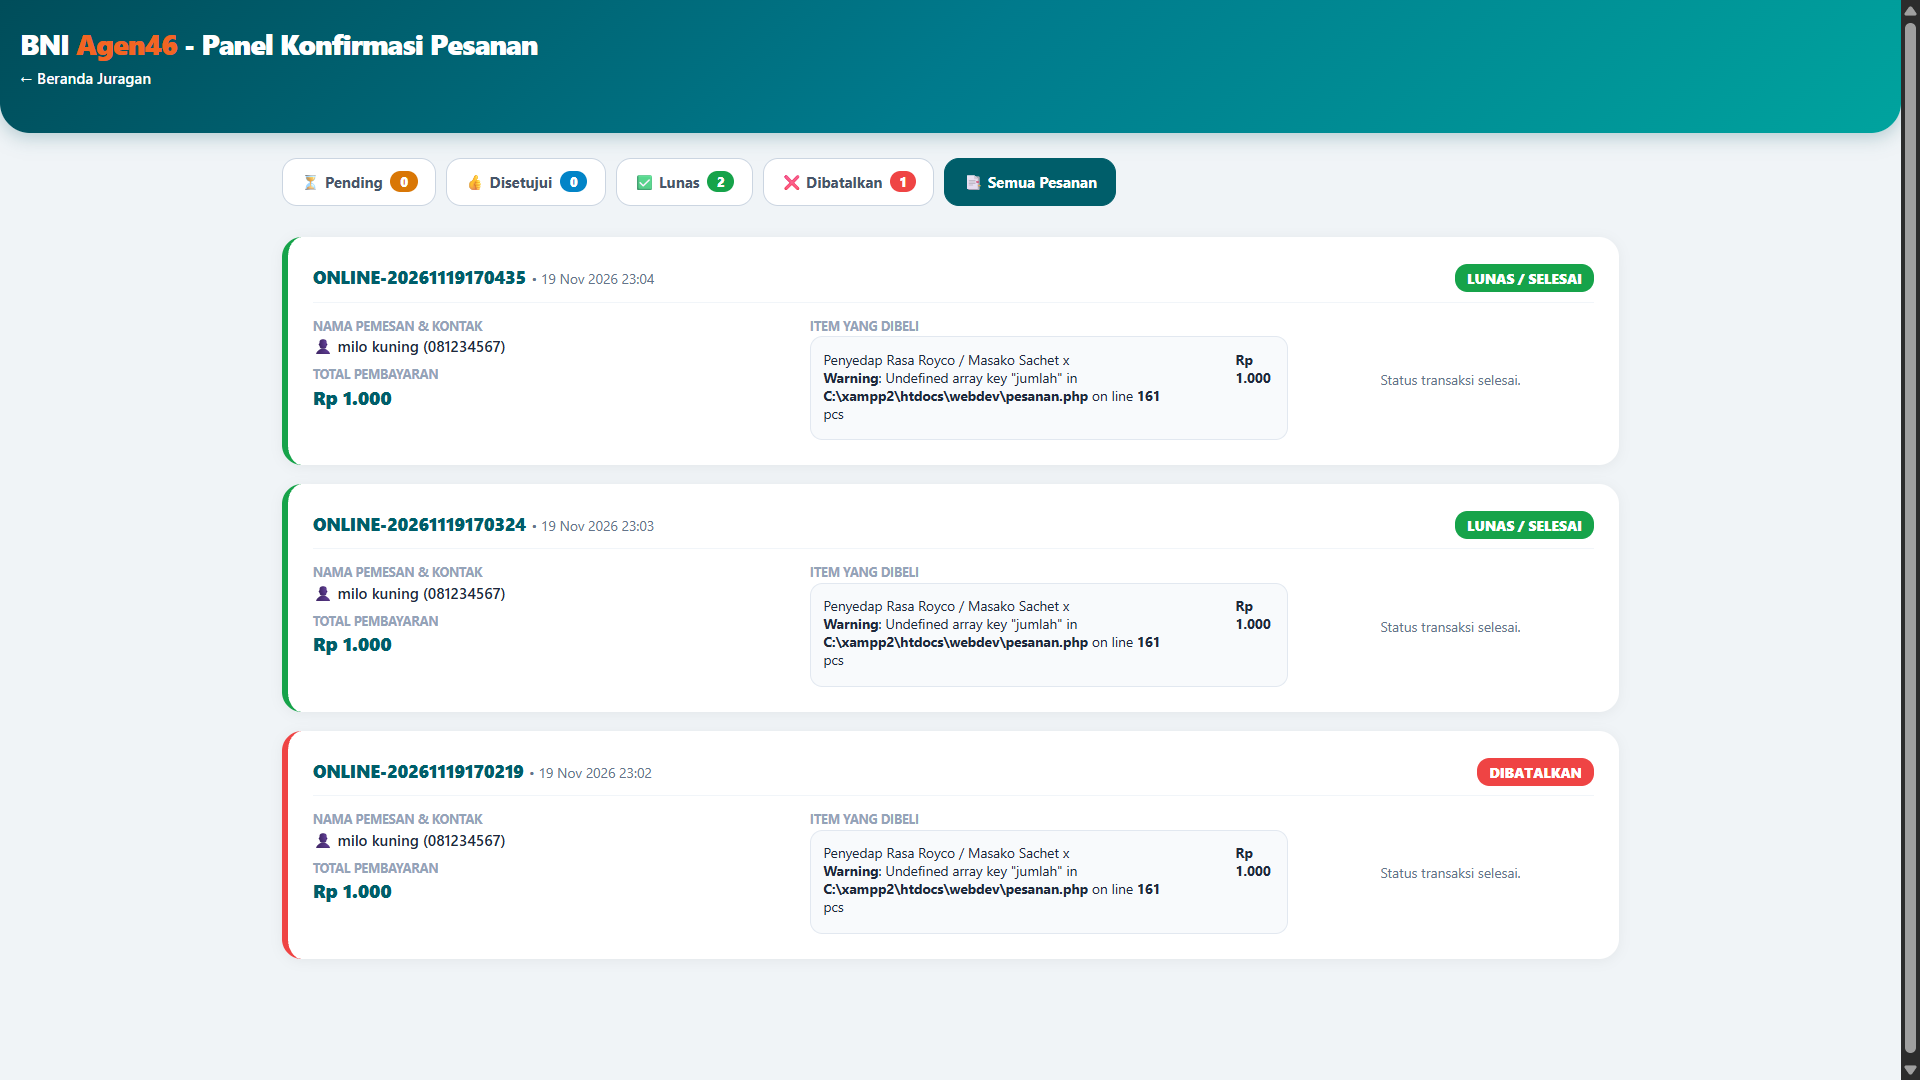 BNI Agen46 - Panel Konfirmasi Pesanan
← Beranda Juragan
Pending 0
Disetujui 0
Lunas 2
Dibatalkan 1
Semua Pesanan
ONLINE-20261119170435 • 19 Nov 2026 23:04
LUNAS / SELESAI
NAMA PEMESAN & KONTAK
milo kuning (081234567)
TOTAL PEMBAYARAN
Rp 1.000
ITEM YANG DIBELI
Penyedap Rasa Royco / Masako Sachet x
Warning: Undefined array key "jumlah" in
C:\xampp2\htdocs\webdev\pesanan.php on line 161
pcs
Rp
1.000
Status transaksi selesai.
ONLINE-20261119170324 • 19 Nov 2026 23:03
LUNAS / SELESAI
NAMA PEMESAN & KONTAK
milo kuning (081234567)
TOTAL PEMBAYARAN
Rp 1.000
ITEM YANG DIBELI
Penyedap Rasa Royco / Masako Sachet x
Warning: Undefined array key "jumlah" in
C:\xampp2\htdocs\webdev\pesanan.php on line 161
pcs
Rp
1.000
Status transaksi selesai.
ONLINE-20261119170219 • 19 Nov 2026 23:02
DIBATALKAN
NAMA PEMESAN & KONTAK
milo kuning (081234567)
TOTAL PEMBAYARAN
Rp 1.000
ITEM YANG DIBELI
Penyedap Rasa Royco / Masako Sachet x
Warning: Undefined array key "jumlah" in
C:\xampp2\htdocs\webdev\pesanan.php on line 161
pcs
Rp
1.000
Status transaksi selesai.